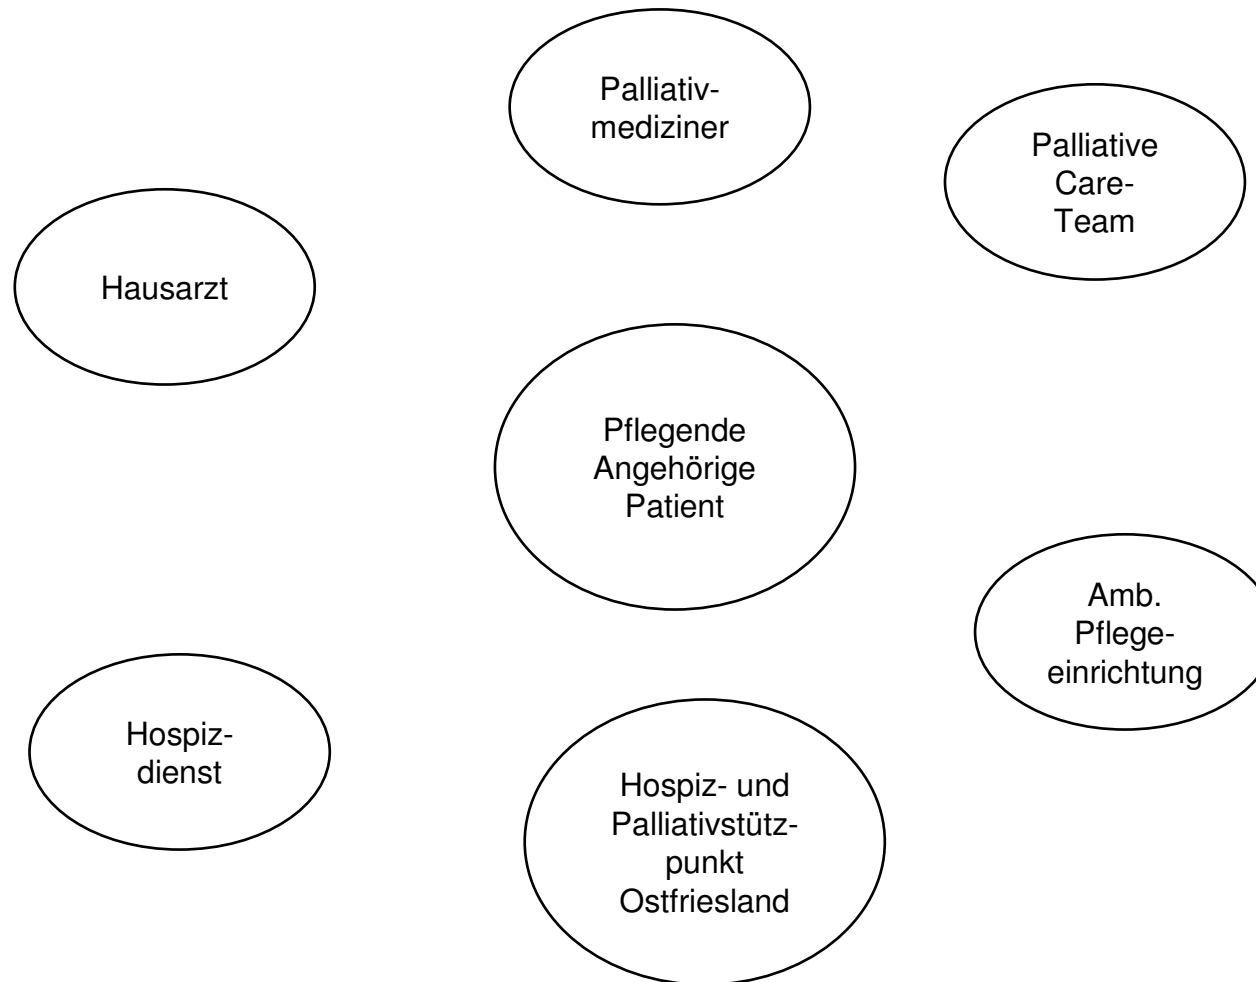 Palliativ-
mediziner
Palliative
Care-
Team
Hausarzt
Pflegende
Angehörige
Patient
Amb.
Pflege-
einrichtung
Hospiz-
dienst
Hospiz- und
Palliativstütz-
punkt
Ostfriesland